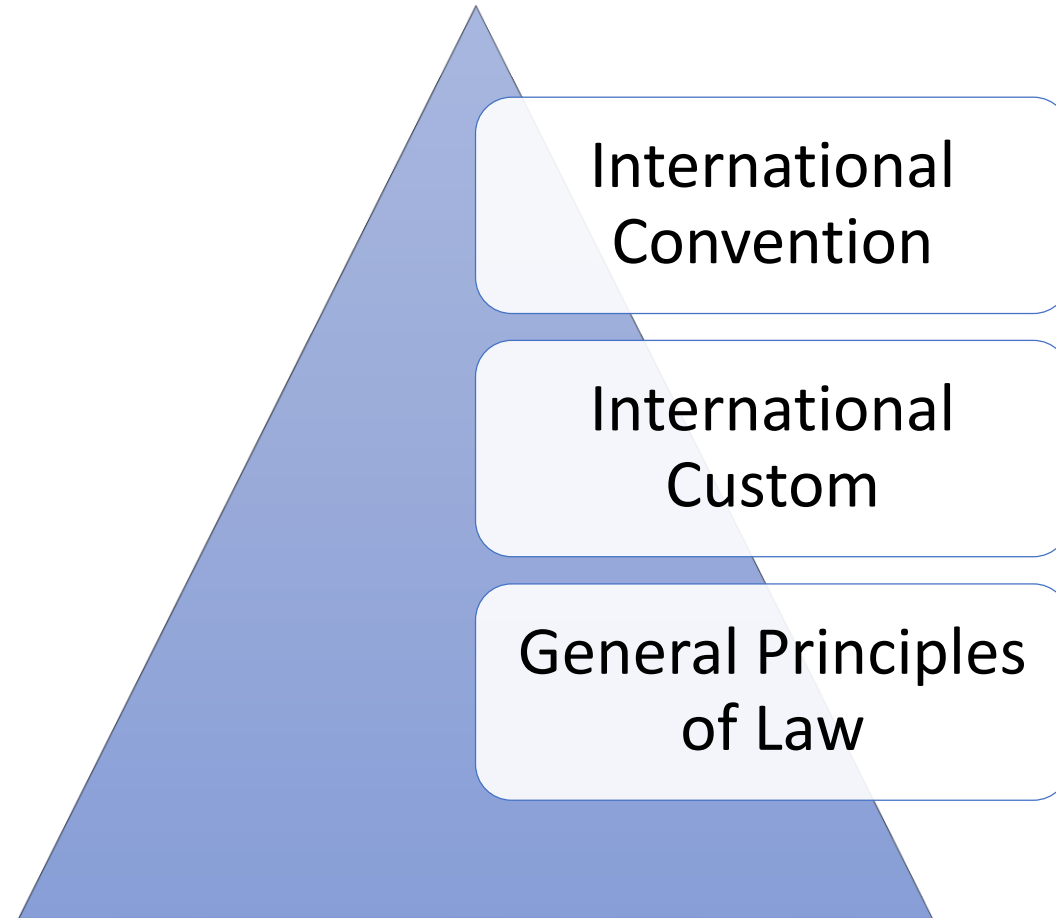 International
Convention
International
Custom
General Principles
of Law